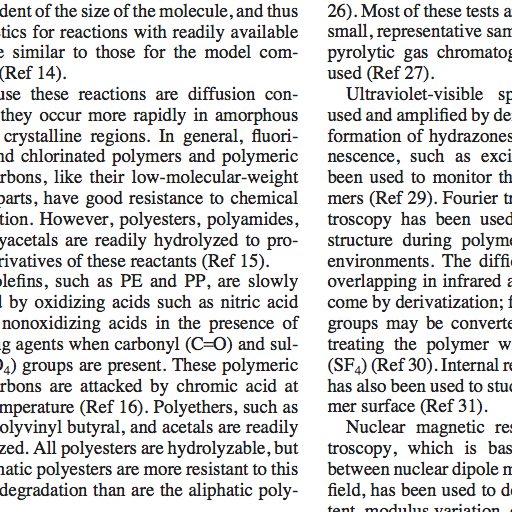 dent of the size of the molecule, and thus
tics for reactions with readily available
similar to those for the model com-
(Ref 14).
use these reactions are diffusion con-
they occur more rapidly in amorphous
crystalline regions. In general, fluori-
nd chlorinated polymers and polymeric
rbons, like their low-molecular-weight
parts, have good resistance to chemical
tion. However, polyesters, polyamides,
yacetals are readily hydrolyzed to pro-
rivatives of these reactants (Ref 15).
olefins, such as PE and PP, are slowly
by oxidizing acids such as nitric acid
nonoxidizing acids in the presence of
g agents when carbonyl (C=O) and sul-
O₄) groups are present. These polymeric
rbons are attacked by chromic acid at
mperature (Ref 16). Polyethers, such as
olyvinyl butyral, and acetals are readily
zed. All polyesters are hydrolyzable, but
matic polyesters are more resistant to this
degradation than are the aliphatic poly-
26). Most of these tests a
small, representative sam
pyrolytic gas chromatog
used (Ref 27).
Ultraviolet-visible sp
used and amplified by de
formation of hydrazones
nescence, such as exci
been used to monitor th
mers (Ref 29). Fourier tr
troscopy has been used
structure during polyme
environments. The diffi
overlapping in infrared a
come by derivatization; f
groups may be converte
treating the polymer w
(SF₄) (Ref 30). Internal re
has also been used to stud
mer surface (Ref 31).
Nuclear magnetic res
troscopy, which is bas
between nuclear dipole m
field, has been used to de
tent, modulus variation,